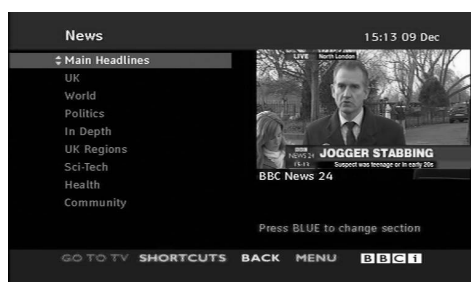 News
15:13 09 Dec
Main Headlines
UK
World
Politics
In Depth
UK Regions
Sci-Tech
Health
Community
LIVE North London
BBC
NEWS 24
15:13
JOGGER STABBING
Suspect was teenage or in early 20s
BBC News 24
Press BLUE to change section
GO TO TV SHORTCUTS BACK MENU BBCi